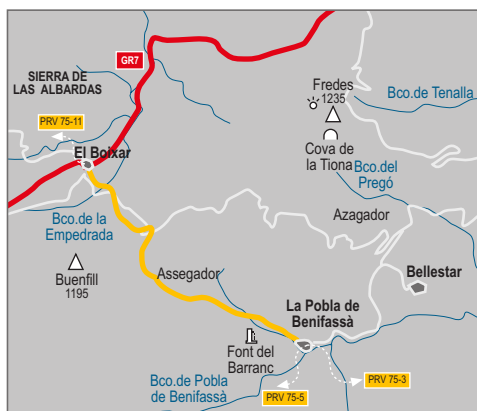 GR7
SIERRA DE
LAS ALBARDAS
Fredes
1235
Bco.de Tenalla
PRV 75-11
El Boixar
Cova de
la Tiona
Bco.del
Pregó
Bco.de la
Empedrada
Azagador
Buenfill
1195
Assegador
Bellestar
La Pobla de
Benifassà
Font del
Barranc
Bco.de Pobla
de Benifassà
PRV 75-3
PRV 75-5